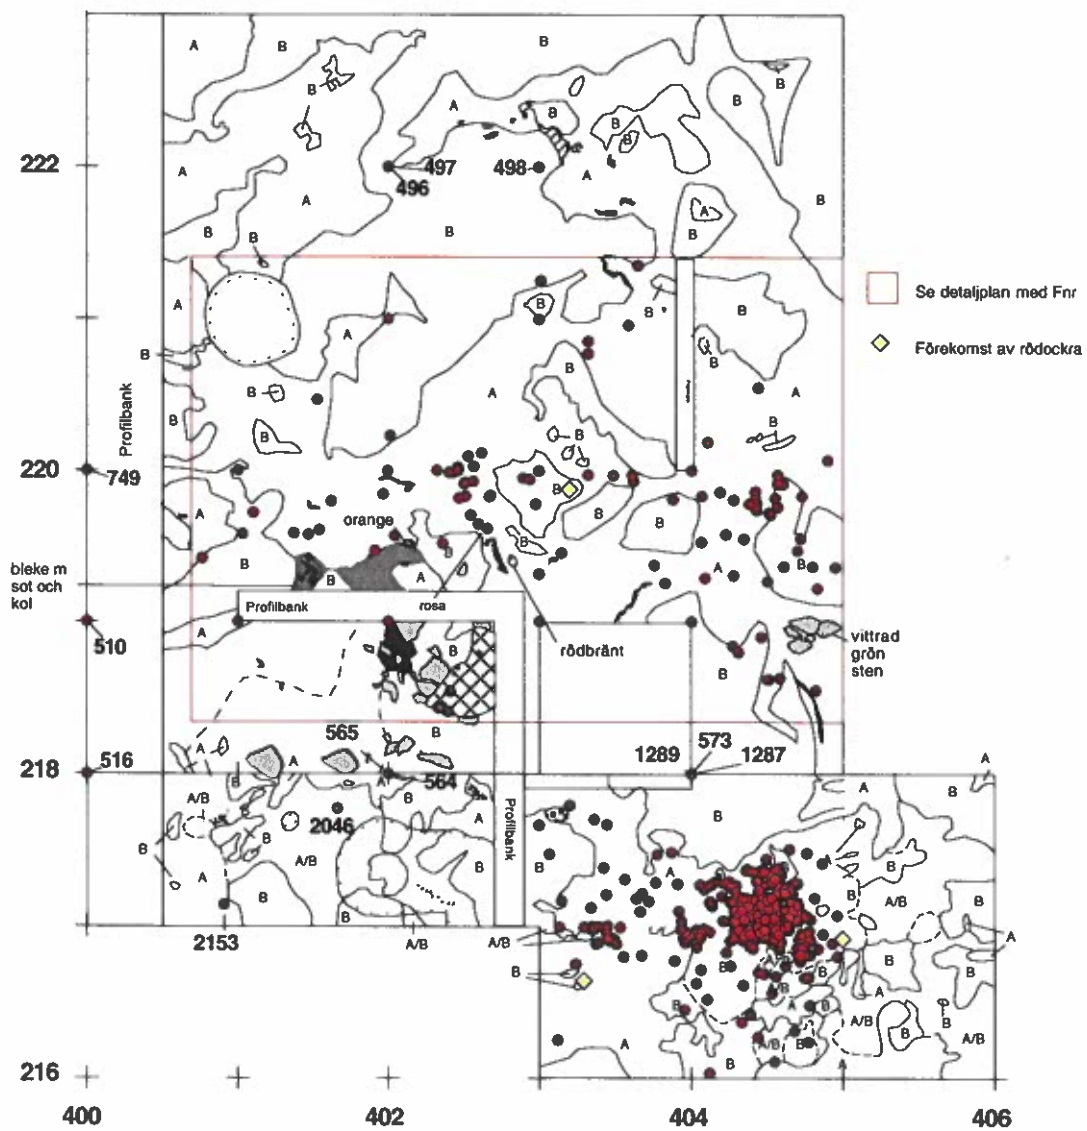 A
B
B
B
A
B
B
B
B
B
222
497
498
496
A
A
A
A
B
B
B
B
B
A
B
Se detaljplan med Fnr
A
B
B
B
Förekomst av rödockra
A
B
B
B
Profilbank
B
A
A
B
B
B
B
220
749
B
orange
A
B
B
B
B
B
A
B
bleke m
sot och
kol
Profilbank
rosa
A
510
rödbränt
B
B
vittrad
grön
sten
565
B
1289
573
1287
218
516
A
A
B
A
564
A
A
B
A/B
B
2046
B
A
B
B
A/B
B
Profilbank
A
B
A
B
B
B
A/B
B
2153
A/B
A/B
A
B
B
B
A
B
A/B
B
B
A/B
A/B
B
A
B
A
216
400
402
404
406